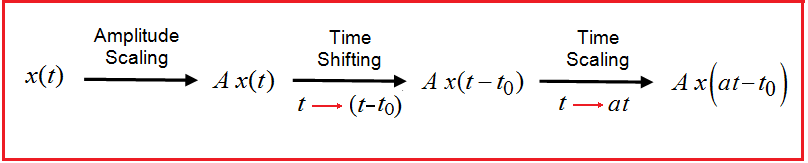 Amplitude Scaling
Time Shifting
Time Scaling
x(t) ⟶ A x(t) ⟶ A x(t − t₀) ⟶ A x(at − t₀)
t ⟶ (t−t₀)
t ⟶ at